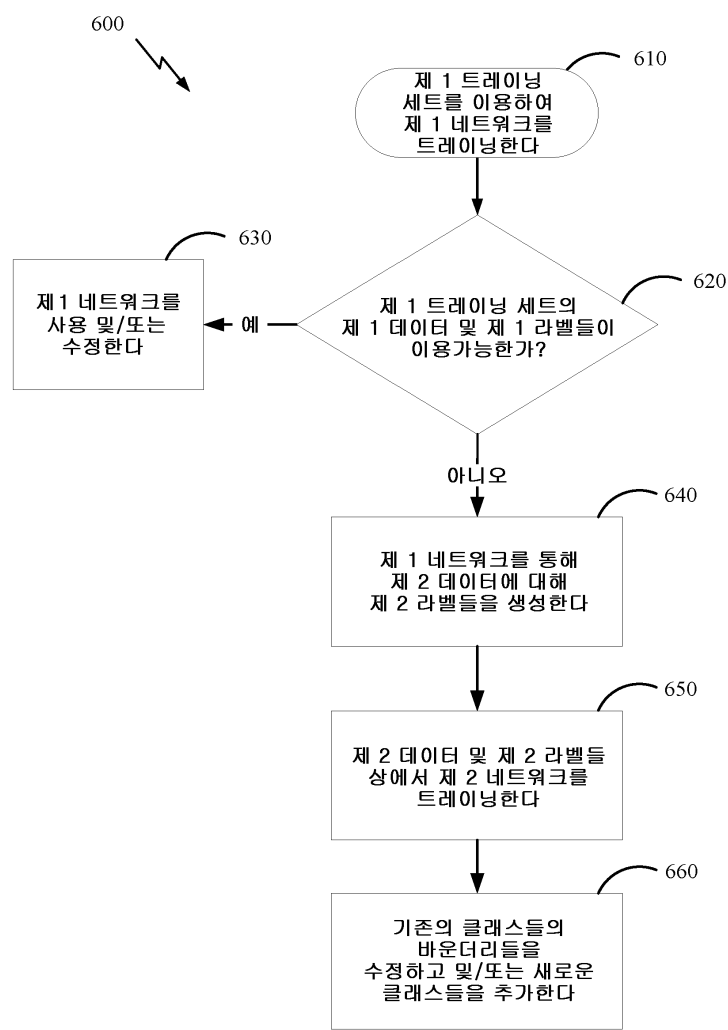 600
610
제 1 트레이닝
세트를 이용하여
제 1 네트워크를
트레이닝한다
630
제1 네트워크를
사용 및/또는
수정한다
예
620
제 1 트레이닝 세트의
제 1 데이터 및 제 1 라벨들이
이용가능한가?
아니오
640
제 1 네트워크를 통해
제 2 데이터에 대해
제 2 라벨들을 생성한다
650
제 2 데이터 및 제 2 라벨들
상에서 제 2 네트워크를
트레이닝한다
660
기존의 클래스들의
바운더리들을
수정하고 및/또는 새로운
클래스들을 추가한다